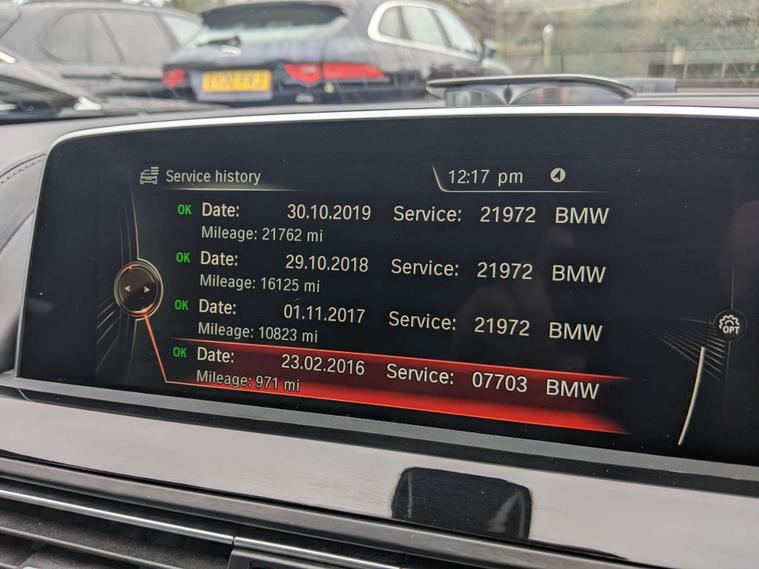 Service history 12:17 pm
OK Date: 30.10.2019 Service: 21972 BMW
Mileage: 21762 mi
OK Date: 29.10.2018 Service: 21972 BMW
Mileage: 16125 mi
OK Date: 01.11.2017 Service: 21972 BMW
Mileage: 10823 mi
OPT
OK Date: 23.02.2016 Service: 07703 BMW
Mileage: 971 mi